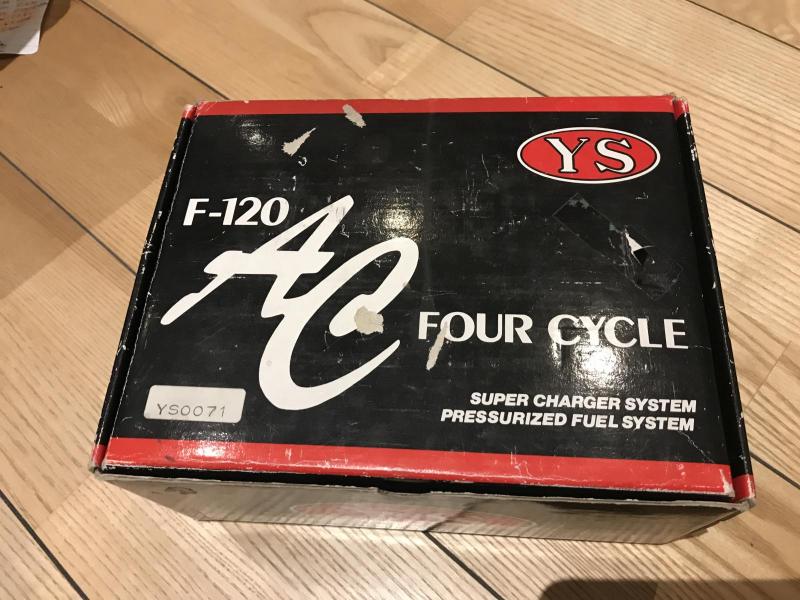 YS
F-120
AC
FOUR CYCLE
YS0071
SUPER CHARGER SYSTEM
PRESSURIZED FUEL SYSTEM